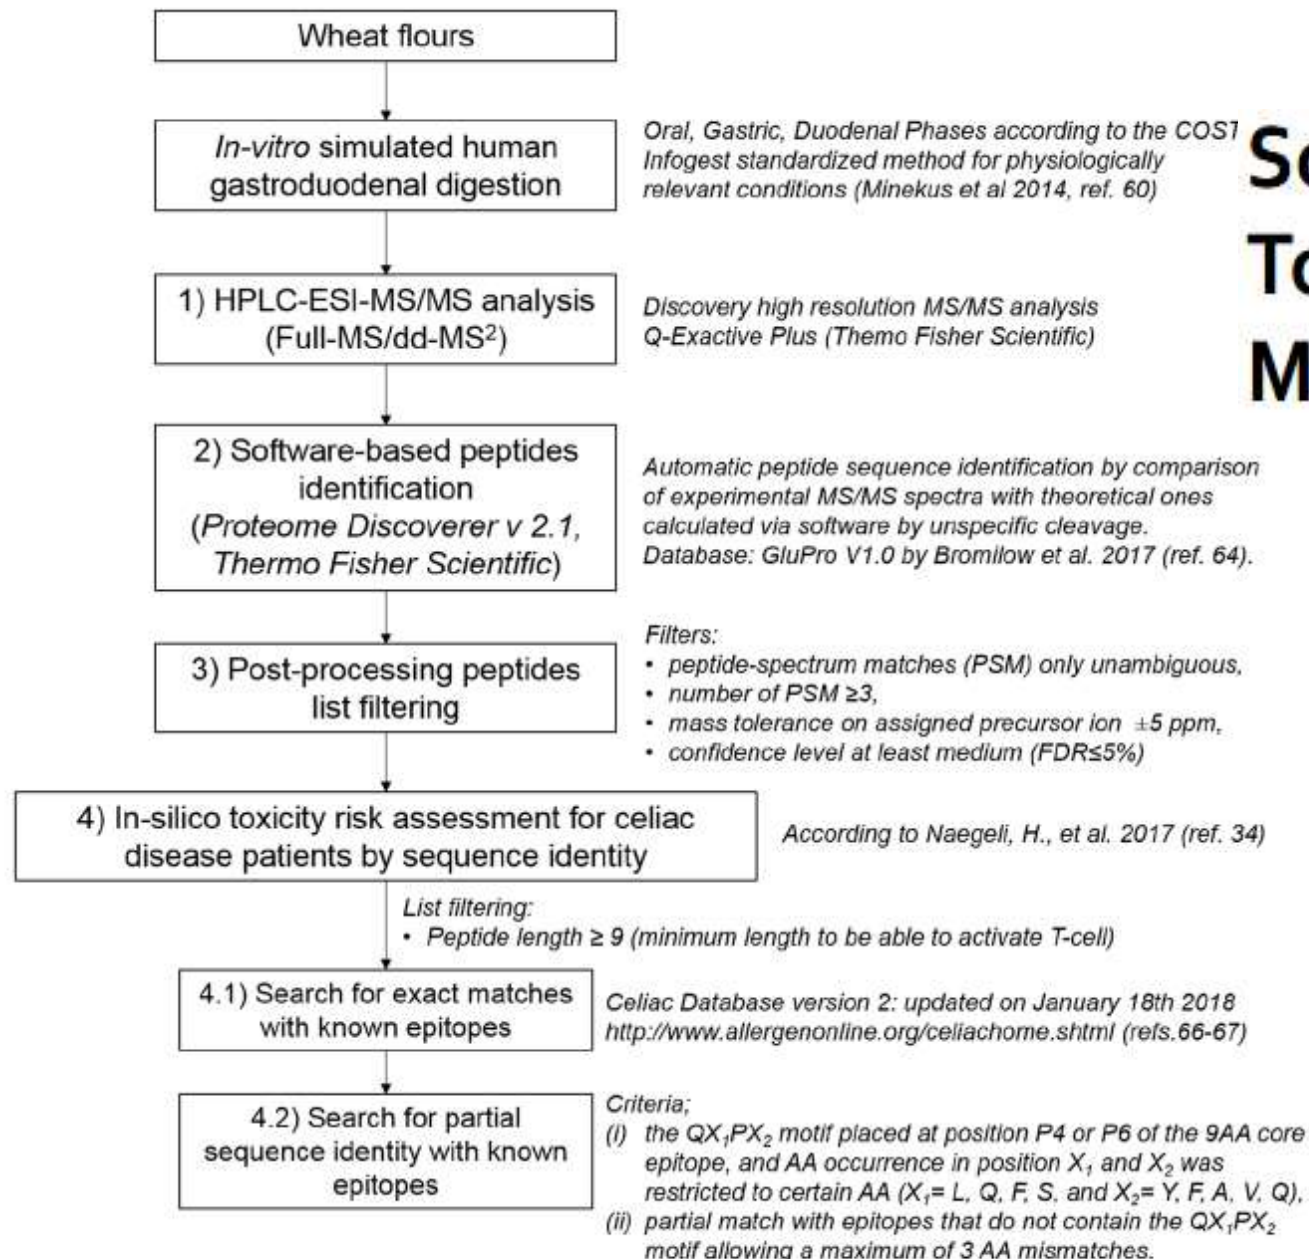 Wheat flours
In-vitro simulated human
gastroduodenal digestion
Oral, Gastric, Duodenal Phases according to the COST
Infogest standardized method for physiologically
relevant conditions (Minekus et al 2014, ref. 60)
1) HPLC-ESI-MS/MS analysis
(Full-MS/dd-MS²)
Discovery high resolution MS/MS analysis
Q-Exactive Plus (Themo Fisher Scientific)
2) Software-based peptides
identification
(Proteome Discoverer v 2.1,
Thermo Fisher Scientific)
Automatic peptide sequence identification by comparison
of experimental MS/MS spectra with theoretical ones
calculated via software by unspecific cleavage.
Database: GluPro V1.0 by Bromilow et al. 2017 (ref. 64).
3) Post-processing peptides
list filtering
Filters:
• peptide-spectrum matches (PSM) only unambiguous,
• number of PSM ≥3,
• mass tolerance on assigned precursor ion ±5 ppm,
• confidence level at least medium (FDR≤5%)
4) In-silico toxicity risk assessment for celiac
disease patients by sequence identity
According to Naegeli, H., et al. 2017 (ref. 34)
List filtering:
• Peptide length ≥ 9 (minimum length to be able to activate T-cell)
4.1) Search for exact matches
with known epitopes
Celiac Database version 2: updated on January 18th 2018
http://www.allergenonline.org/celiachome.shtml (refs.66-67)
4.2) Search for partial
sequence identity with known
epitopes
Criteria;
(i) the QX₁PX₂ motif placed at position P4 or P6 of the 9AA core
epitope, and AA occurrence in position X₁ and X₂ was
restricted to certain AA (X₁= L, Q, F, S, and X₂= Y, F, A, V, Q),
(ii) partial match with epitopes that do not contain the QX₁PX₂
motif allowing a maximum of 3 AA mismatches.
To
M